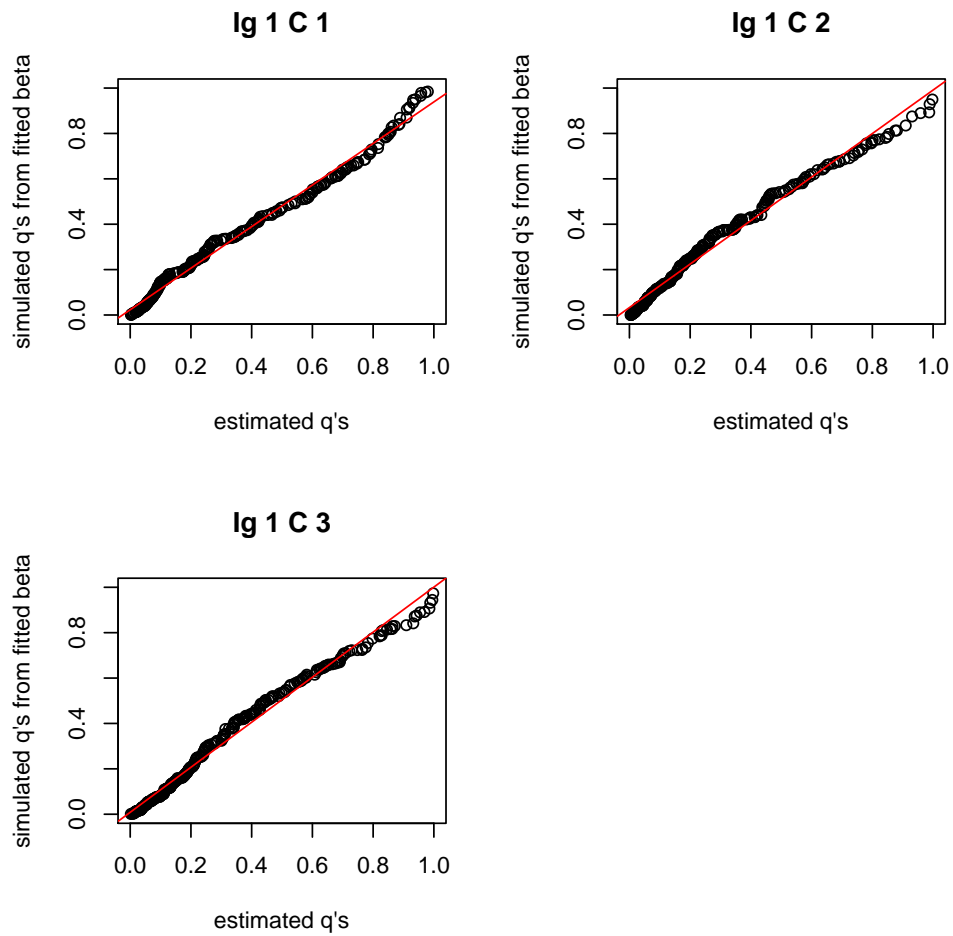 Ig 1 C 1
simulated q's from fitted beta
0.0 0.4 0.8
0.0 0.2 0.4 0.6 0.8 1.0
estimated q's
Ig 1 C 2
simulated q's from fitted beta
0.0 0.4 0.8
0.0 0.2 0.4 0.6 0.8 1.0
estimated q's
Ig 1 C 3
simulated q's from fitted beta
0.0 0.4 0.8
0.0 0.2 0.4 0.6 0.8 1.0
estimated q's